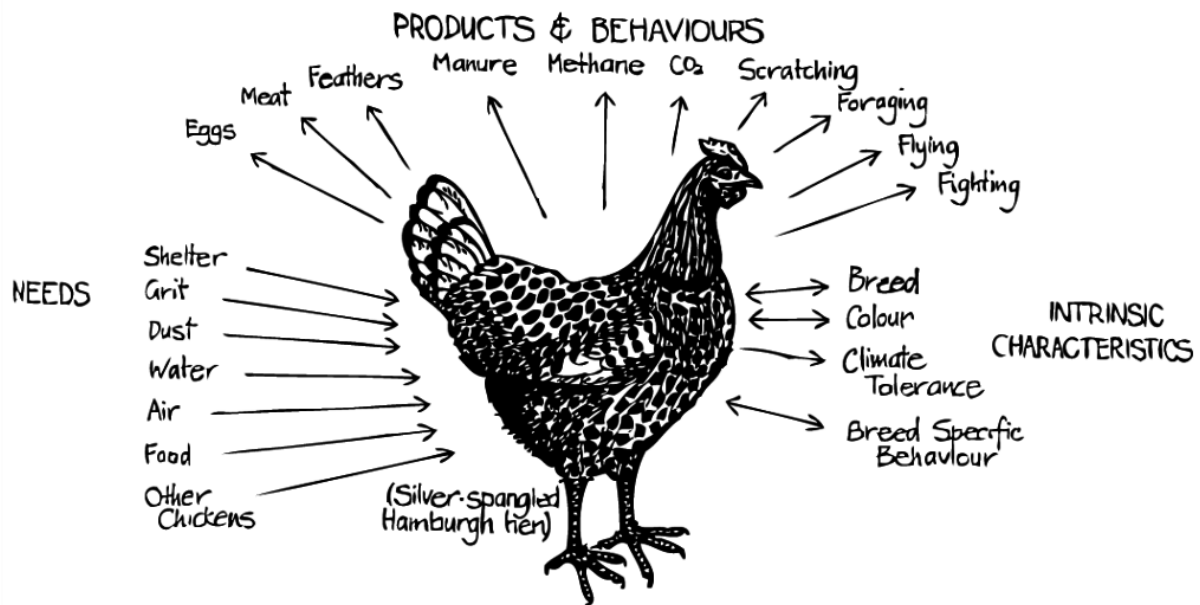 PRODUCTS & BEHAVIOURS
Eggs
Meat
Feathers
Manure
Methane
CO₂
Scratching
Foraging
Flying
Fighting
NEEDS
Shelter
Grit
Dust
Water
Air
Food
Other
Chickens
(Silver-spangled
Hamburgh Hen)
Breed
Colour
Climate
Tolerance
Breed Specific
Behaviour
INTRINSIC
CHARACTERISTICS